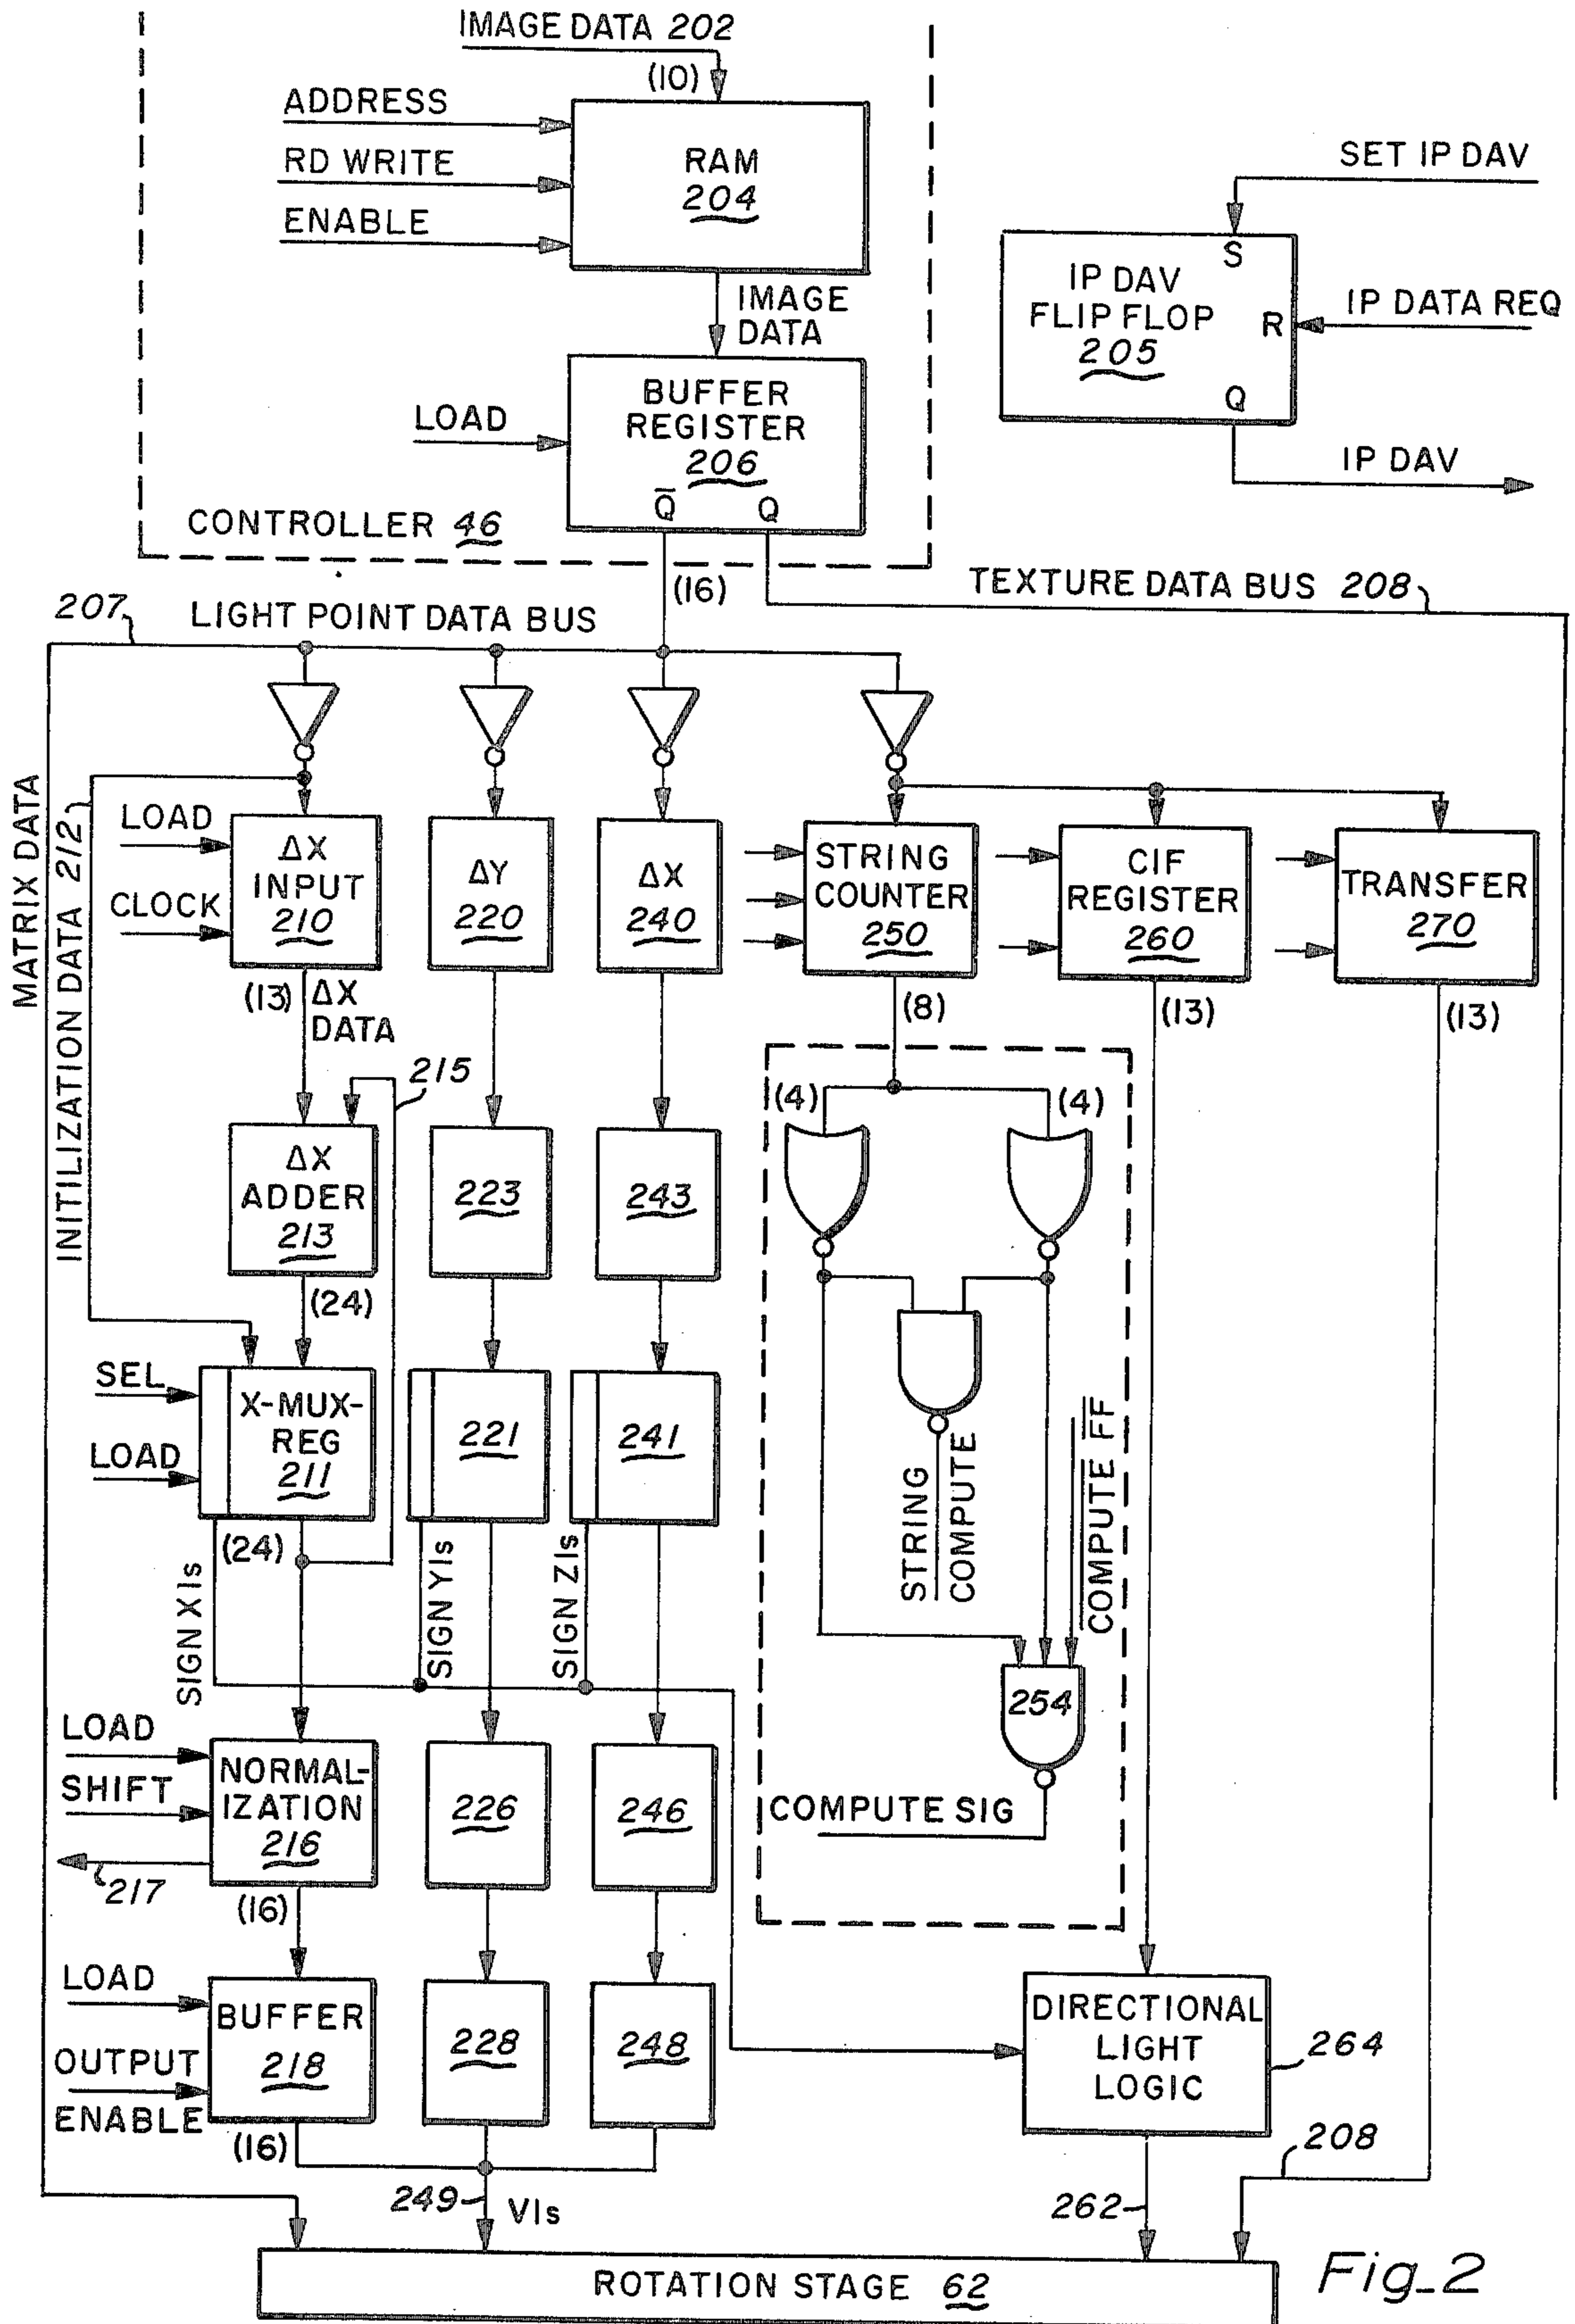 IMAGE DATA 202
(10)
ADDRESS
RD WRITE
ENABLE
RAM
204
IMAGE
DATA
LOAD
BUFFER
REGISTER
206
Q̅ Q
CONTROLLER 46
SET IP DAV
S
IP DAV
FLIP FLOP
205
R
IP DATA REQ
Q
IP DAV
(16)
TEXTURE DATA BUS 208
207
LIGHT POINT DATA BUS
MATRIX DATA
INITILIZATION DATA 212
LOAD
CLOCK
ΔX
INPUT
210
ΔY
220
ΔX
240
STRING
COUNTER
250
CIF
REGISTER
260
TRANSFER
270
(13)
ΔX
DATA
(8)
(13)
(13)
215
(4)
(4)
ΔX
ADDER
213
223
243
(24)
SEL
LOAD
X-MUX-
REG
211
221
241
(24)
SIGN XIs
SIGN YIs
SIGN ZIs
STRING
COMPUTE
COMPUTE FF
254
COMPUTE SIG
LOAD
SHIFT
NORMAL-
IZATION
216
217
226
246
(16)
LOAD
OUTPUT
ENABLE
BUFFER
218
228
248
(16)
DIRECTIONAL
LIGHT
LOGIC
264
208
249
VIs
262
ROTATION STAGE 62
Fig_2